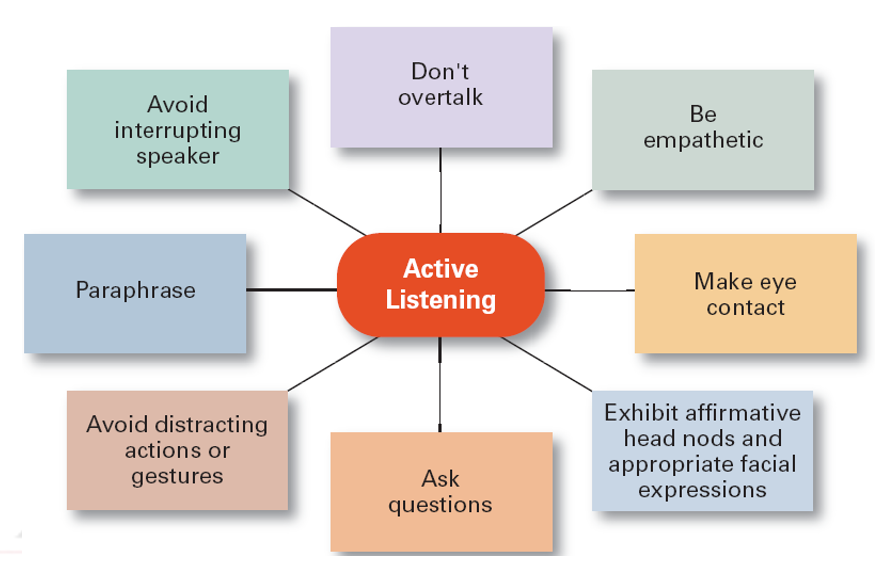 Don't
overtalk
Avoid
interrupting
speaker
Be
empathetic
Paraphrase
Active
Listening
Make eye
contact
Avoid distracting
actions or
gestures
Ask
questions
Exhibit affirmative
head nods and
appropriate facial
expressions